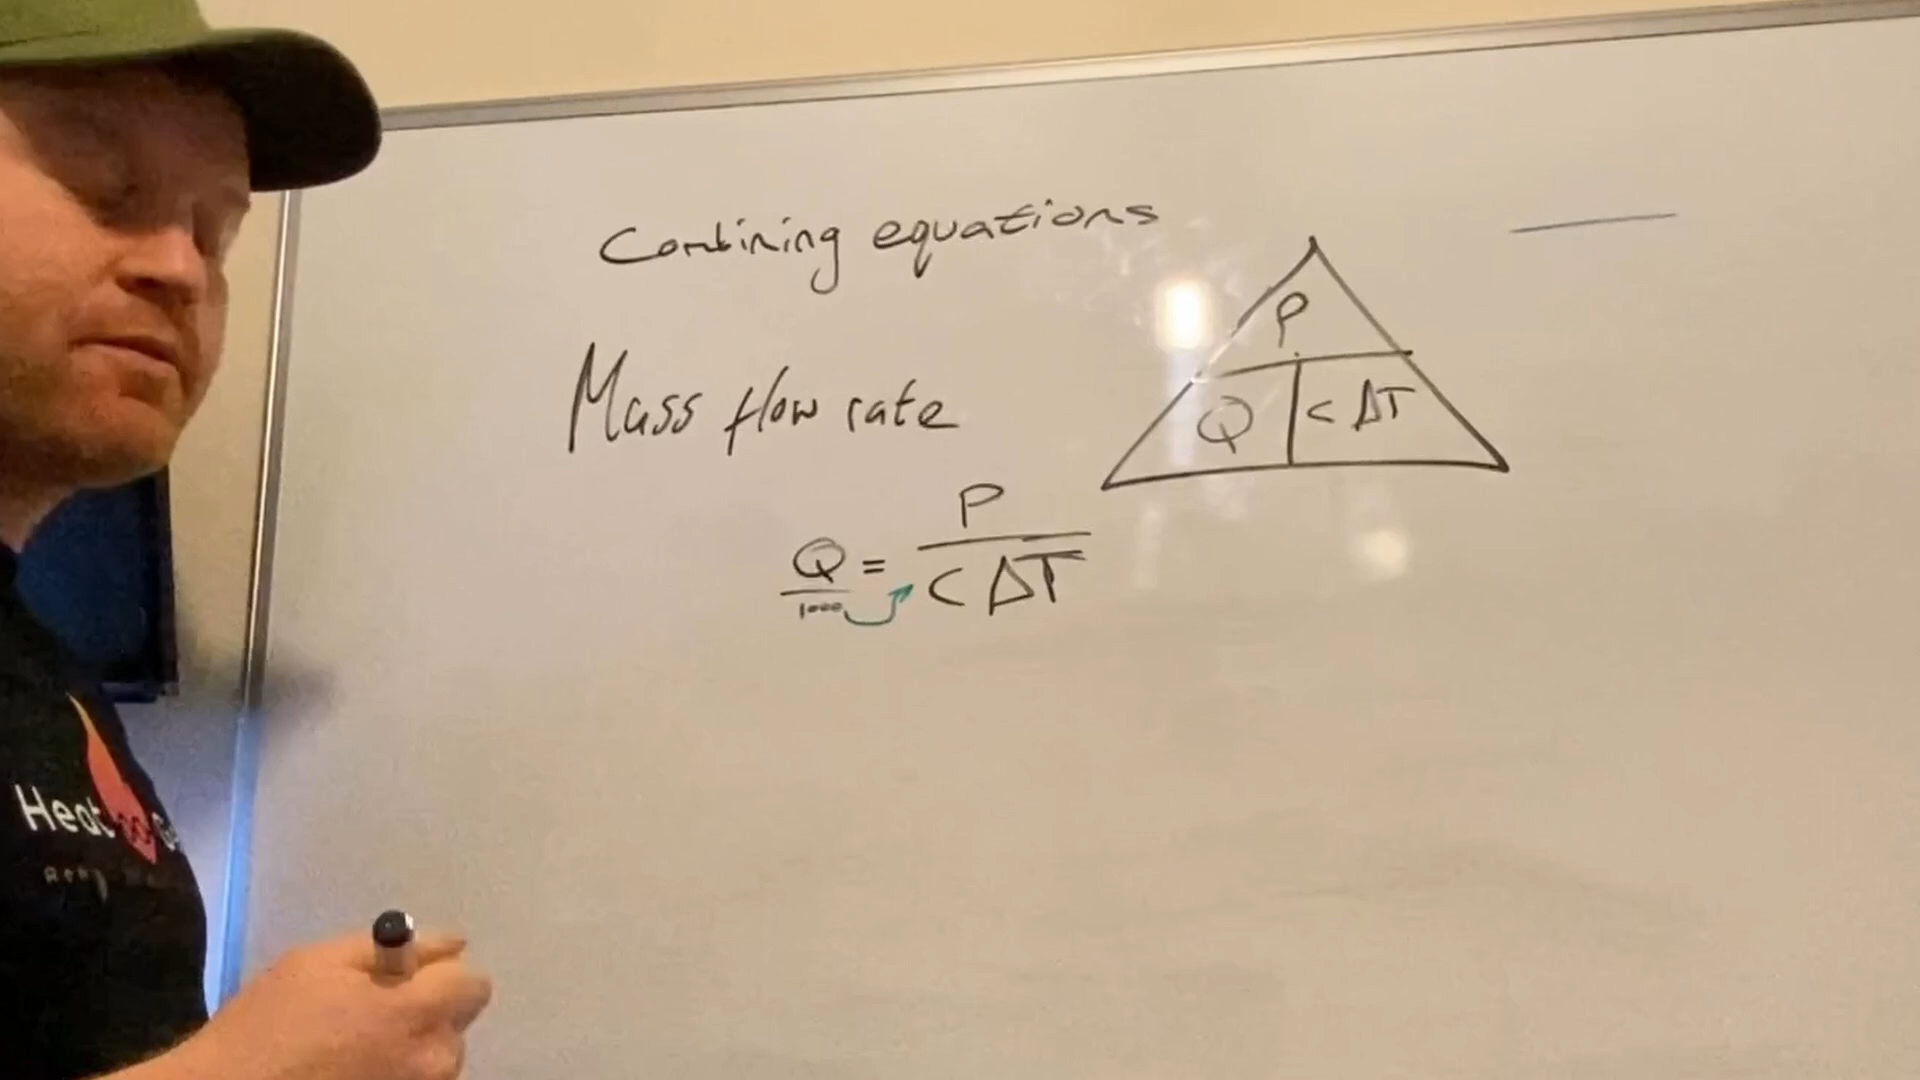 Combining equations
Mass flow rate
P
Q
C ΔT
P
Q =
1000
C ΔT
Heat